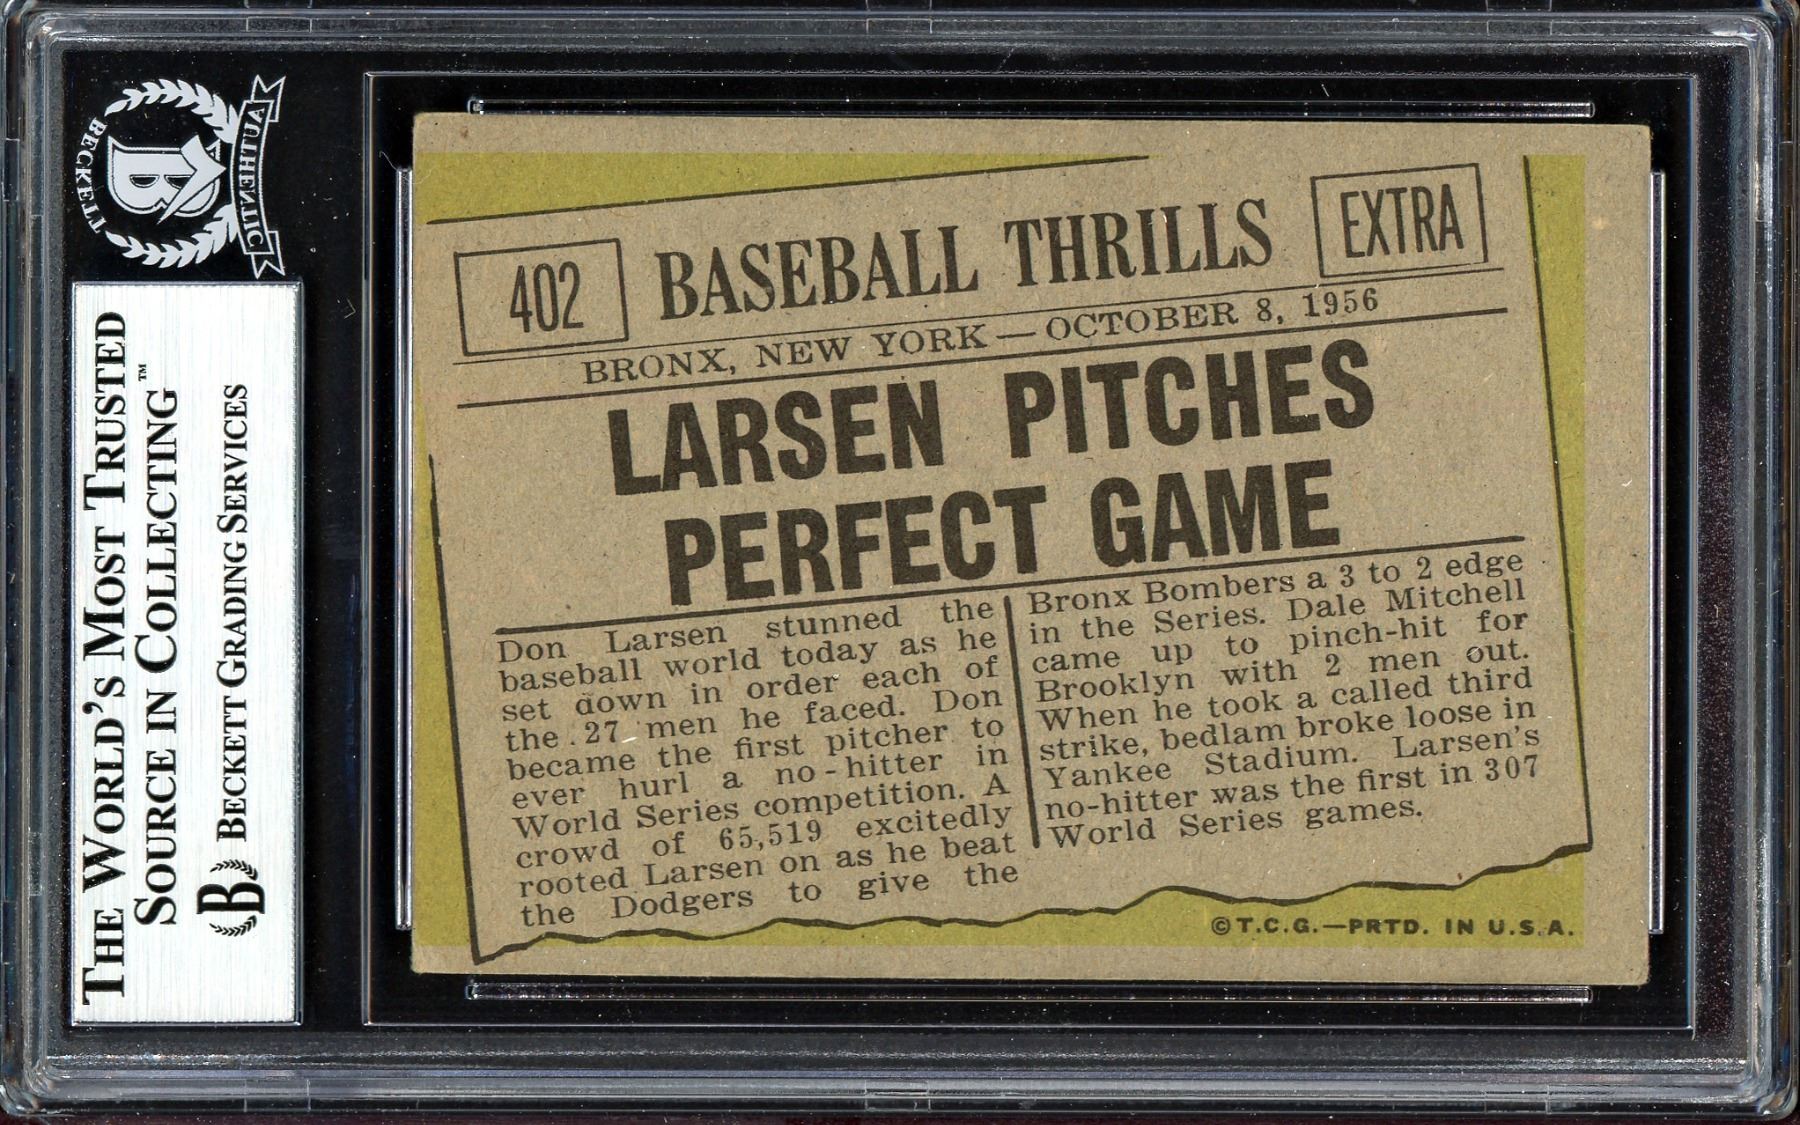 BECKETT
AUTHENTIC
B
THE WORLD'S MOST TRUSTED
SOURCE IN COLLECTING™
B BECKETT GRADING SERVICES
402
BASEBALL THRILLS
EXTRA
BRONX, NEW YORK — OCTOBER 8, 1956
LARSEN PITCHES
PERFECT GAME
Don Larsen stunned the
baseball world today as he
set down in order each of
the 27 men he faced. Don
became the first pitcher to
ever hurl a no-hitter in
World Series competition. A
crowd of 65,519 excitedly
rooted Larsen on as he beat
the Dodgers to give the
Bronx Bombers a 3 to 2 edge
in the Series. Dale Mitchell
came up to pinch-hit for
Brooklyn with 2 men out.
When he took a called third
strike, bedlam broke loose in
Yankee Stadium. Larsen's
no-hitter was the first in 307
World Series games.
©T.C.G.—PRTD. IN U.S.A.